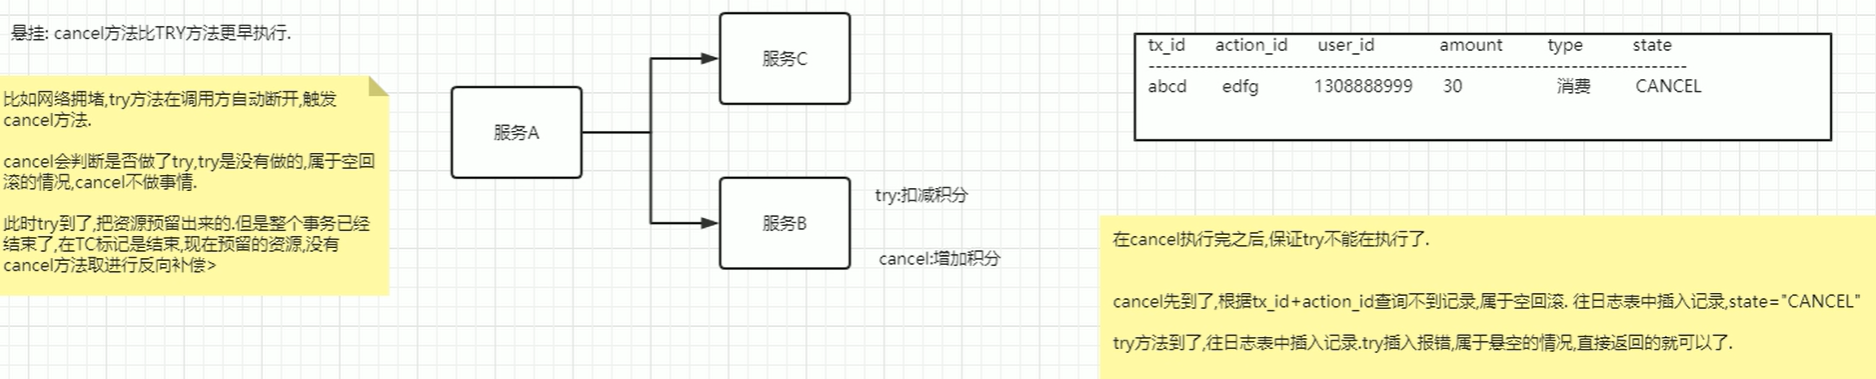 悬挂: cancel方法比TRY方法更早执行.
比如网络拥堵,try方法在调用方自动断开,触发
cancel方法.
cancel会判断是否做了try,try是没有做的,属于空回
滚的情况,cancel不做事情.
此时try到了,把资源预留出来的.但是整个事务已经
结束了,在TC标记是结束,现在预留的资源,没有
cancel方法取进行反向补偿>
服务A
服务C
服务B
try:扣减积分
cancel:增加积分
tx_id action_id user_id amount type state
abcd edfg 1308888999 30 消费 CANCEL
在cancel执行完之后,保证try不能在执行了.
cancel先到了,根据tx_id+action_id查询不到记录,属于空回滚. 往日志表中插入记录,state="CANCEL"
try方法到了,往日志表中插入记录.try插入报错,属于悬空的情况,直接返回的就可以了.